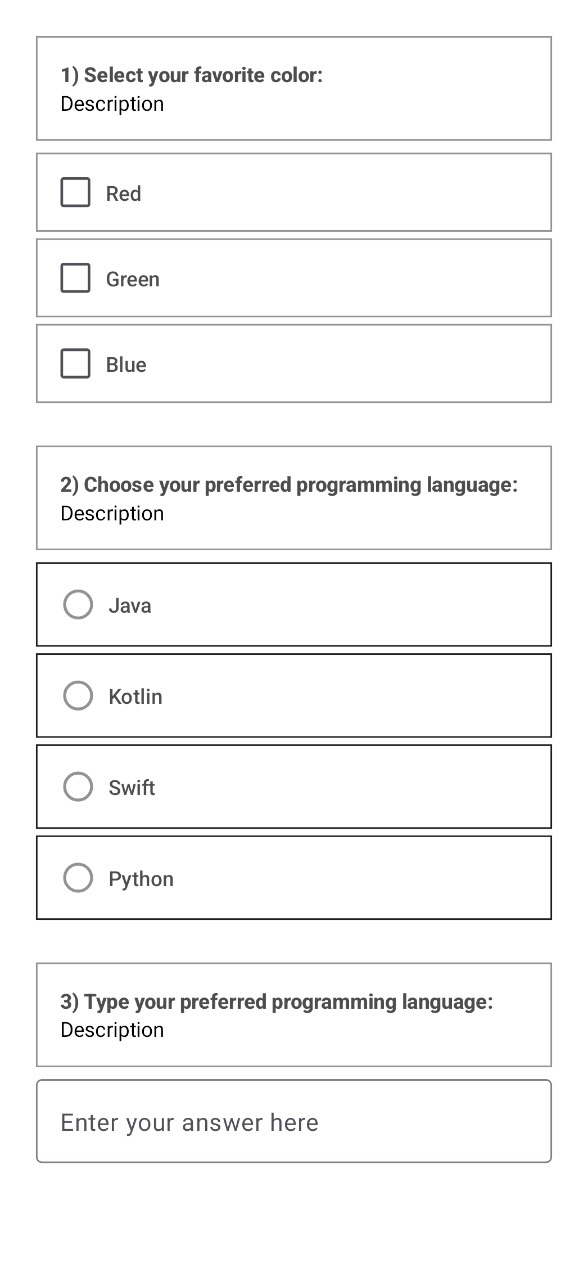 1) Select your favorite color:
Description
Red
Green
Blue
2) Choose your preferred programming language:
Description
Java
Kotlin
Swift
Python
3) Type your preferred programming language:
Description
Enter your answer here